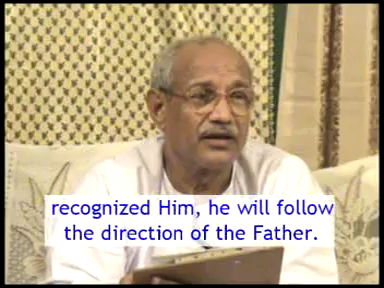 recognized Him, he will follow
the direction of the Father.